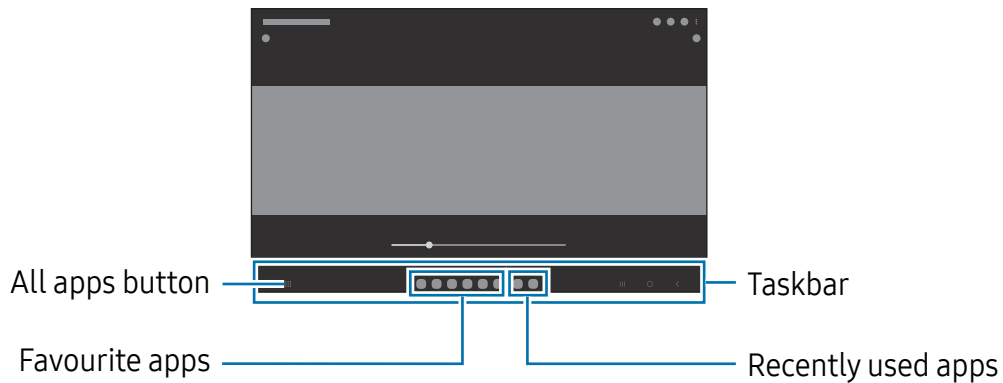 All apps button
Taskbar
Favourite apps
Recently used apps